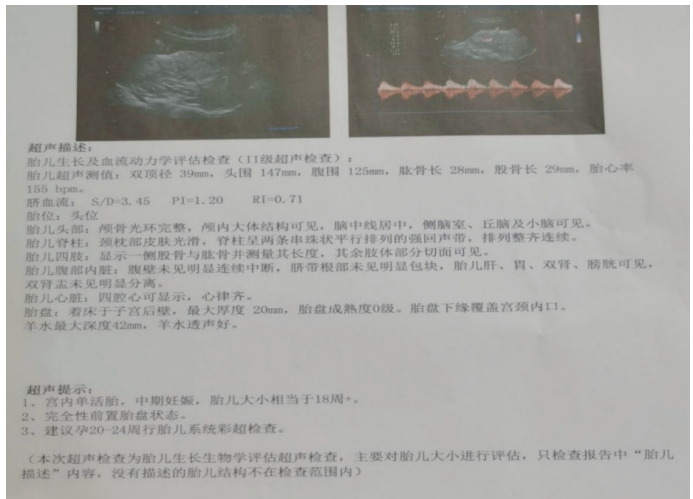 超声描述:
胎儿生长及血流动力学评估检查(II级超声检查):
胎儿超声测值: 双顶径 39mm, 头围 147mm, 腹围 125mm, 肱骨长 28mm, 股骨长 29mm, 胎心率
155 bpm。
脐血流: S/D=3.45 PI=1.20 RI=0.71
胎位: 头位
胎儿头部: 颅骨光环完整, 颅内大体结构可见, 脑中线居中, 侧脑室、丘脑及小脑可见。
胎儿脊柱: 颈枕部皮肤光滑, 脊柱呈两条串珠状平行排列的强回声带, 排列整齐连续。
胎儿四肢: 显示一侧股骨与肱骨并测量其长度, 其余肢体部分切面可见。
胎儿腹部内脏: 腹壁未见明显连续中断, 脐带根部未见明显包块, 胎儿肝、胃、双肾、膀胱可见,
双肾盂未见明显分离。
胎儿心脏: 四腔心可显示, 心律齐。
胎盘: 着床于子宫后壁, 最大厚度 20mm, 胎盘成熟度0级。胎盘下缘覆盖宫颈内口。
羊水最大深度42mm, 羊水透声好。
超声提示:
1、宫内单活胎, 中期妊娠, 胎儿大小相当于18周+。
2、完全性前置胎盘状态。
3、建议孕20-24周行胎儿系统彩超检查。
(本次超声检查为胎儿生长生物学评估超声检查, 主要对胎儿大小进行评估, 只检查报告中“胎儿
描述”内容, 没有描述的胎儿结构不在检查范围内)